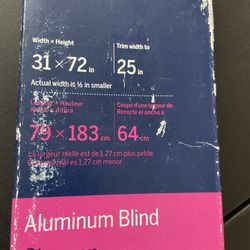 Width × Height
Trim width to
31 × 72 in
25 in
Actual width is ½ in smaller
Largeur × Hauteur
Coupe d'une largeur de
Ancho × Altura
Recorte el ancho a
79 × 183 cm
64 cm
La largeur réelle est de 1.27 cm plus petite
real es 1.27 cm menor
Aluminum Blind